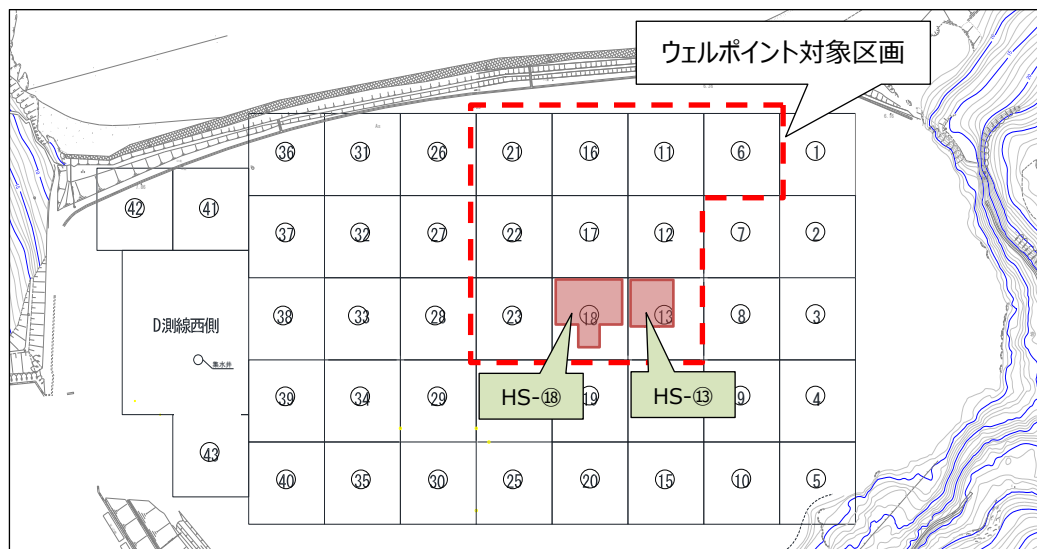 ウェルポイント対象区画
㊱ ㉛ ㉖ ㉑ ⑯ ⑪ ⑥ ①
㊷ ㊶
㊲ ㉜ ㉗ ㉒ ⑰ ⑫ ⑦ ②
㊳ ㉝ ㉘ ㉓ ⑱ ⑬ ⑧ ③
D測線西側
集水井
HS-⑱
HS-⑬
㊴ ㉞ ㉙ ⑲ ⑨ ④
㊸
㊵ ㉟ ㉚ ㉕ ⑳ ⑮ ⑩ ⑤